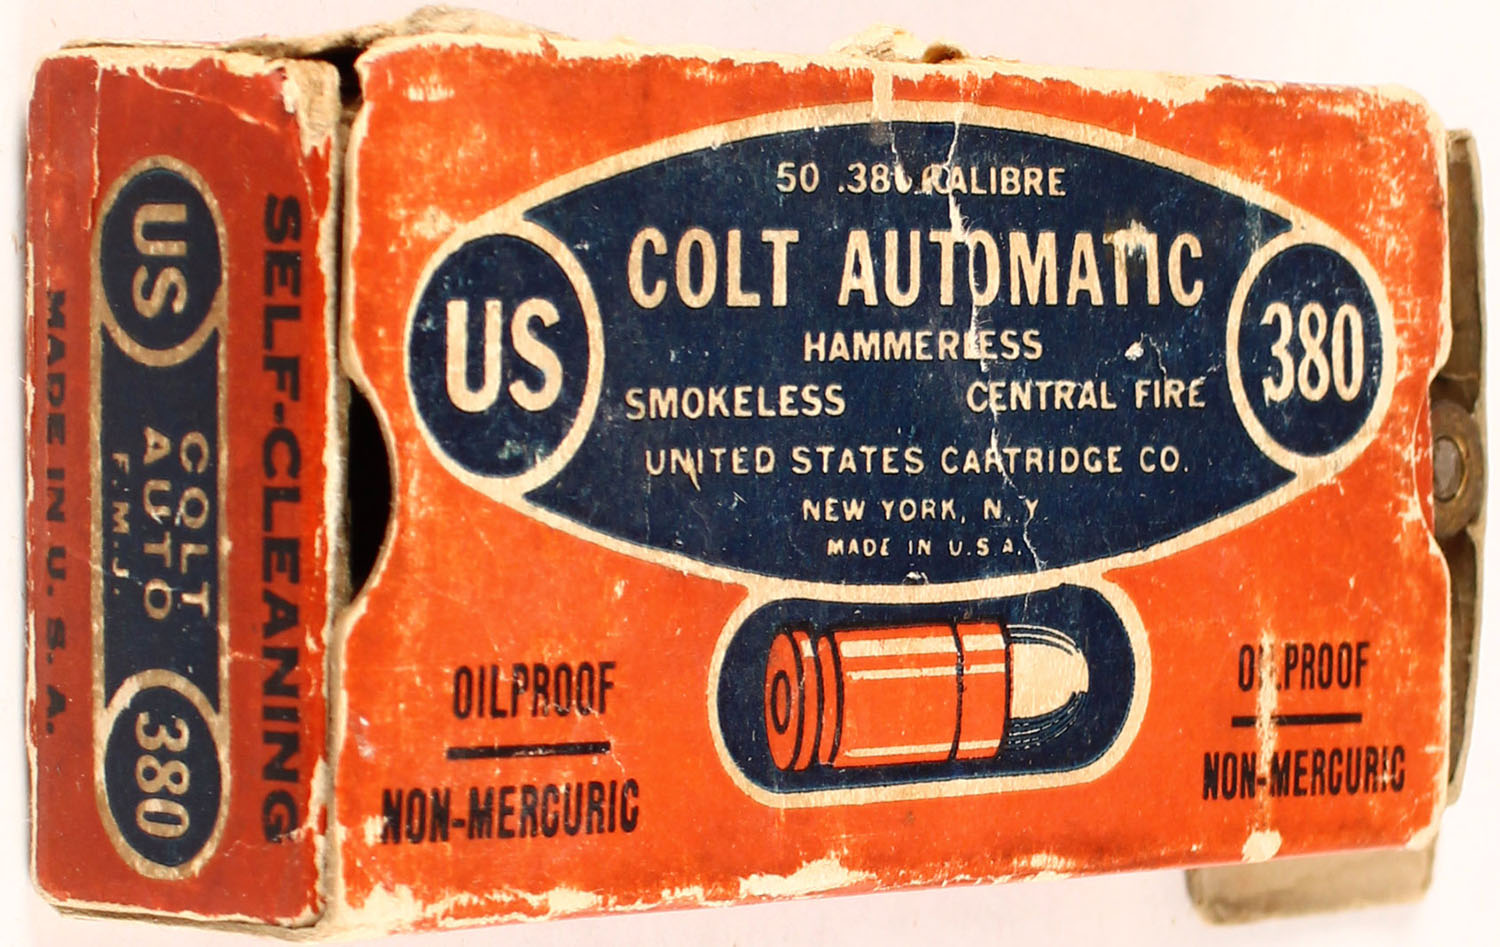 50 .380 CALIBRE
COLT AUTOMATIC
HAMMERLESS
SMOKELESS CENTRAL FIRE
UNITED STATES CARTRIDGE CO.
NEW YORK, N. Y.
MADE IN U.S.A.
US
380
OILPROOF
NON-MERCURIC
OILPROOF
NON-MERCURIC
SELF-CLEANING
US
COLT
AUTO
F.M.J.
380
MADE IN U. S. A.